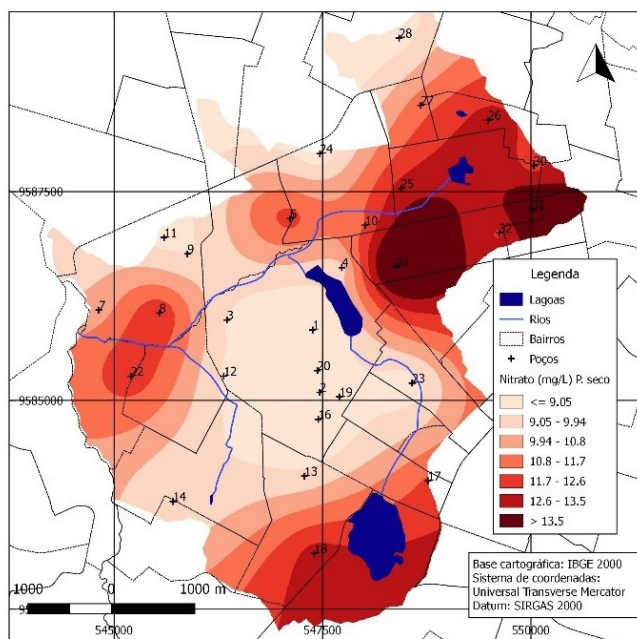 28
27
26
24
30
9587500
25
31
5
10
32
11
9
4
21
7
8
3
1
22
12
20
23
2
19
9585000
16
13
17
14
18
Legenda
Lagoas
Rios
Bairros
Poços
Nitrato (mg/L) P. seco
<= 9.05
9.05 - 9.94
9.94 - 10.8
10.8 - 11.7
11.7 - 12.6
12.6 - 13.5
> 13.5
Base cartográfica: IBGE 2000
Sistema de coordenadas:
Universal Transverse Mercator
Datum: SIRGAS 2000
1000 0 1000 m
545000 547500 550000